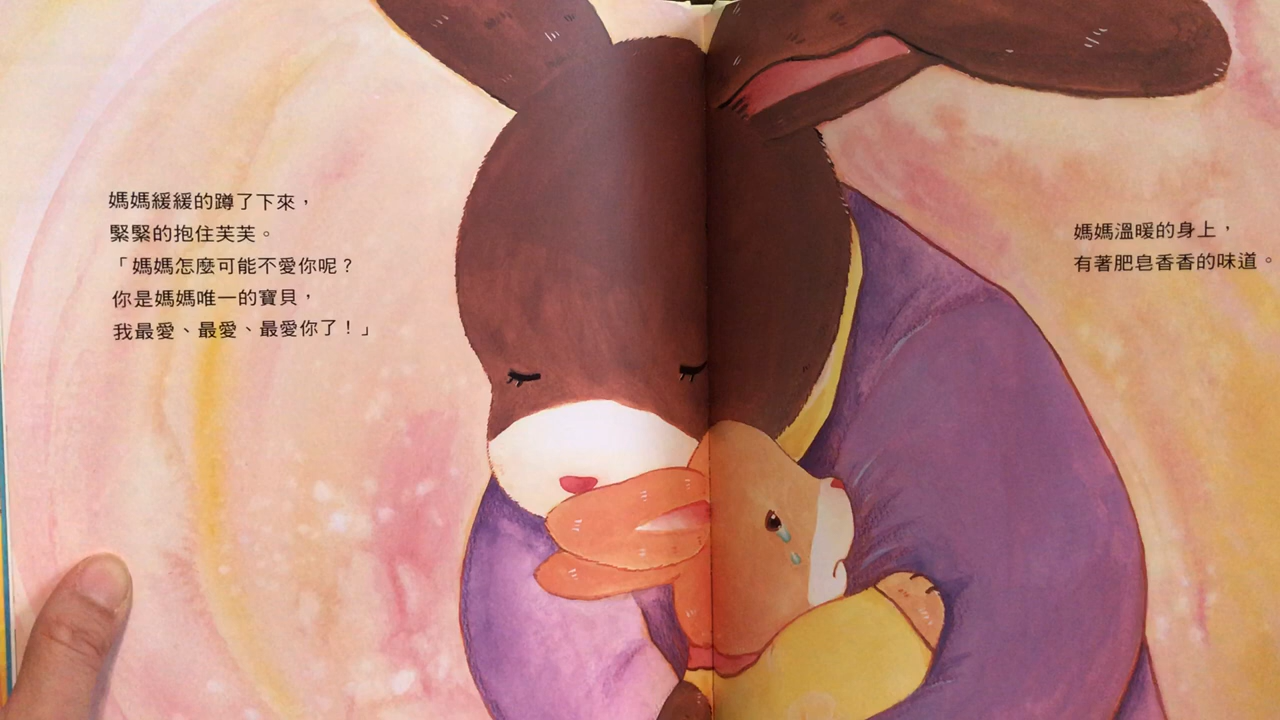 媽媽緩緩的蹲了下來，
緊緊的抱住芙芙。
「媽媽怎麼可能不愛你呢？
你是媽媽唯一的寶貝，
我最愛、最愛、最愛你了！」
媽媽溫暖的身上，
有著肥皂香香的味道。